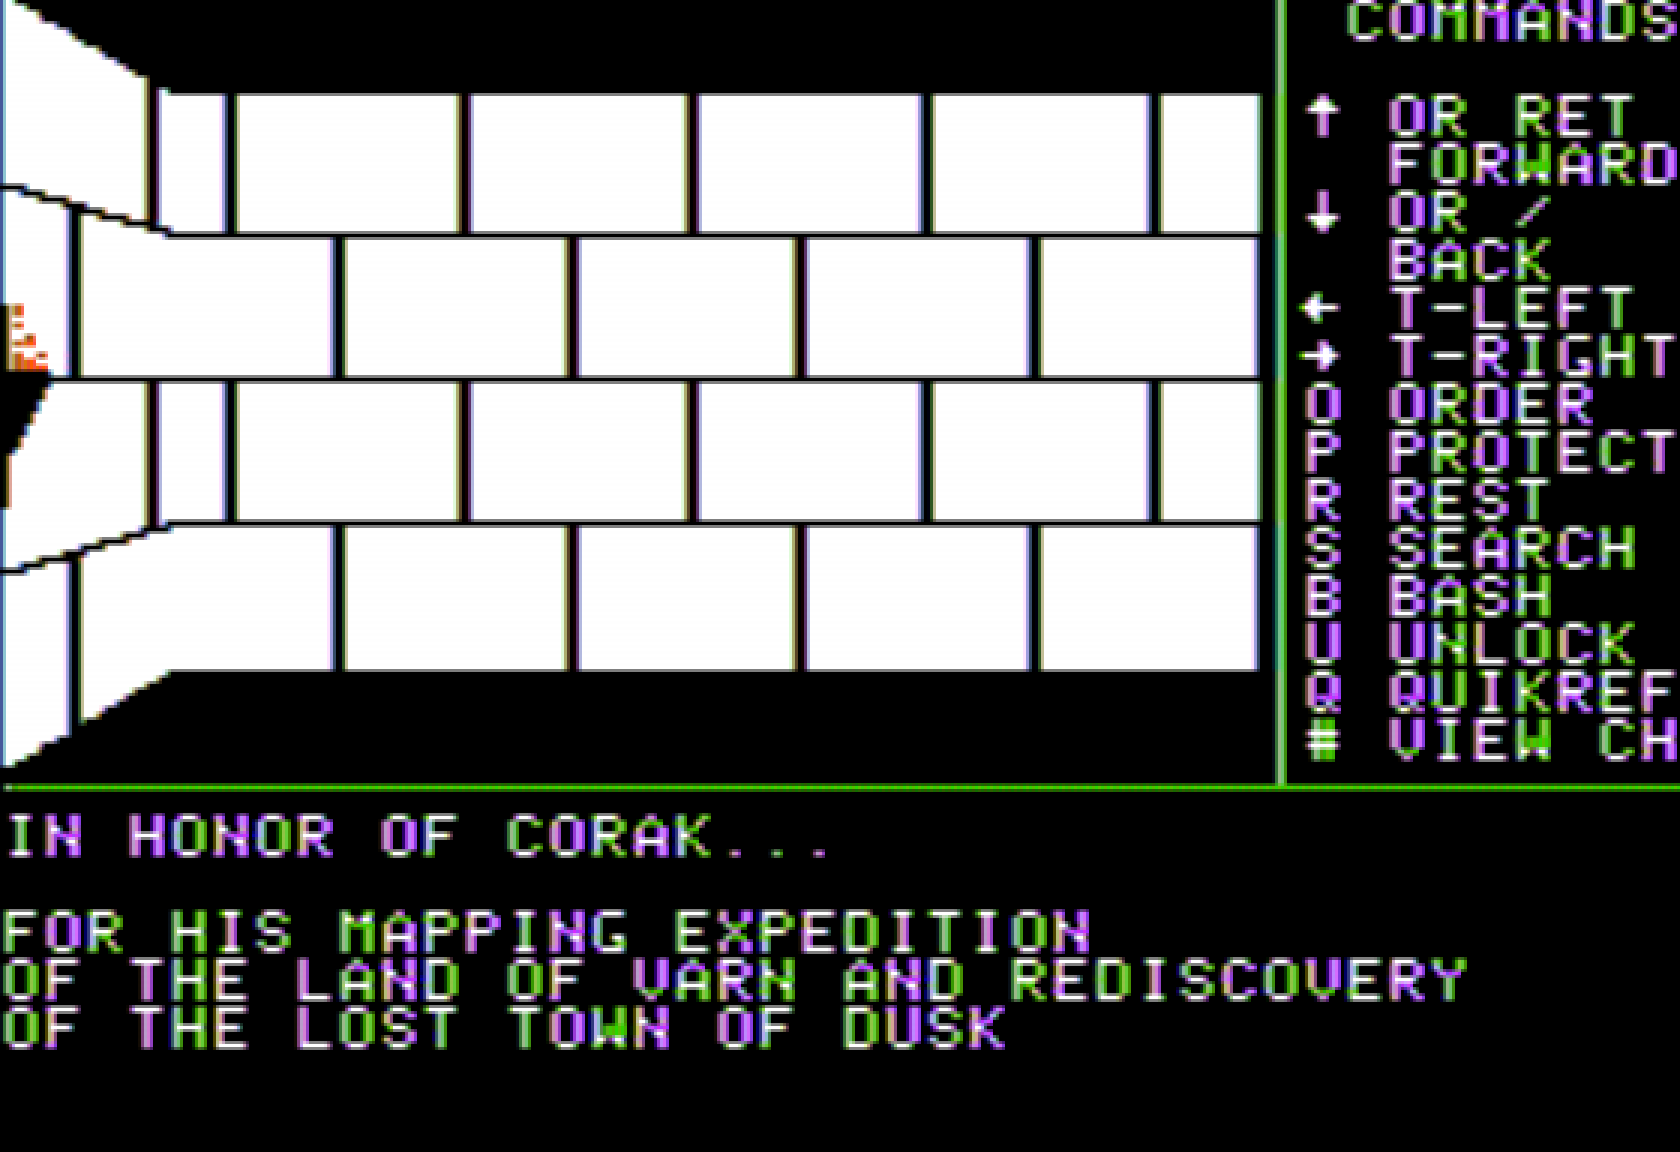 COMMANDS
↑ OR RET
FORWARD
↓ OR /
BACK
← T-LEFT
→ T-RIGHT
O ORDER
P PROTECT
R REST
S SEARCH
B BASH
U UNLOCK
Q QUIKREF
# VIEW CH
IN HONOR OF CORAK...
FOR HIS MAPPING EXPEDITION
OF THE LAND OF VARN AND REDISCOVERY
OF THE LOST TOWN OF DUSK